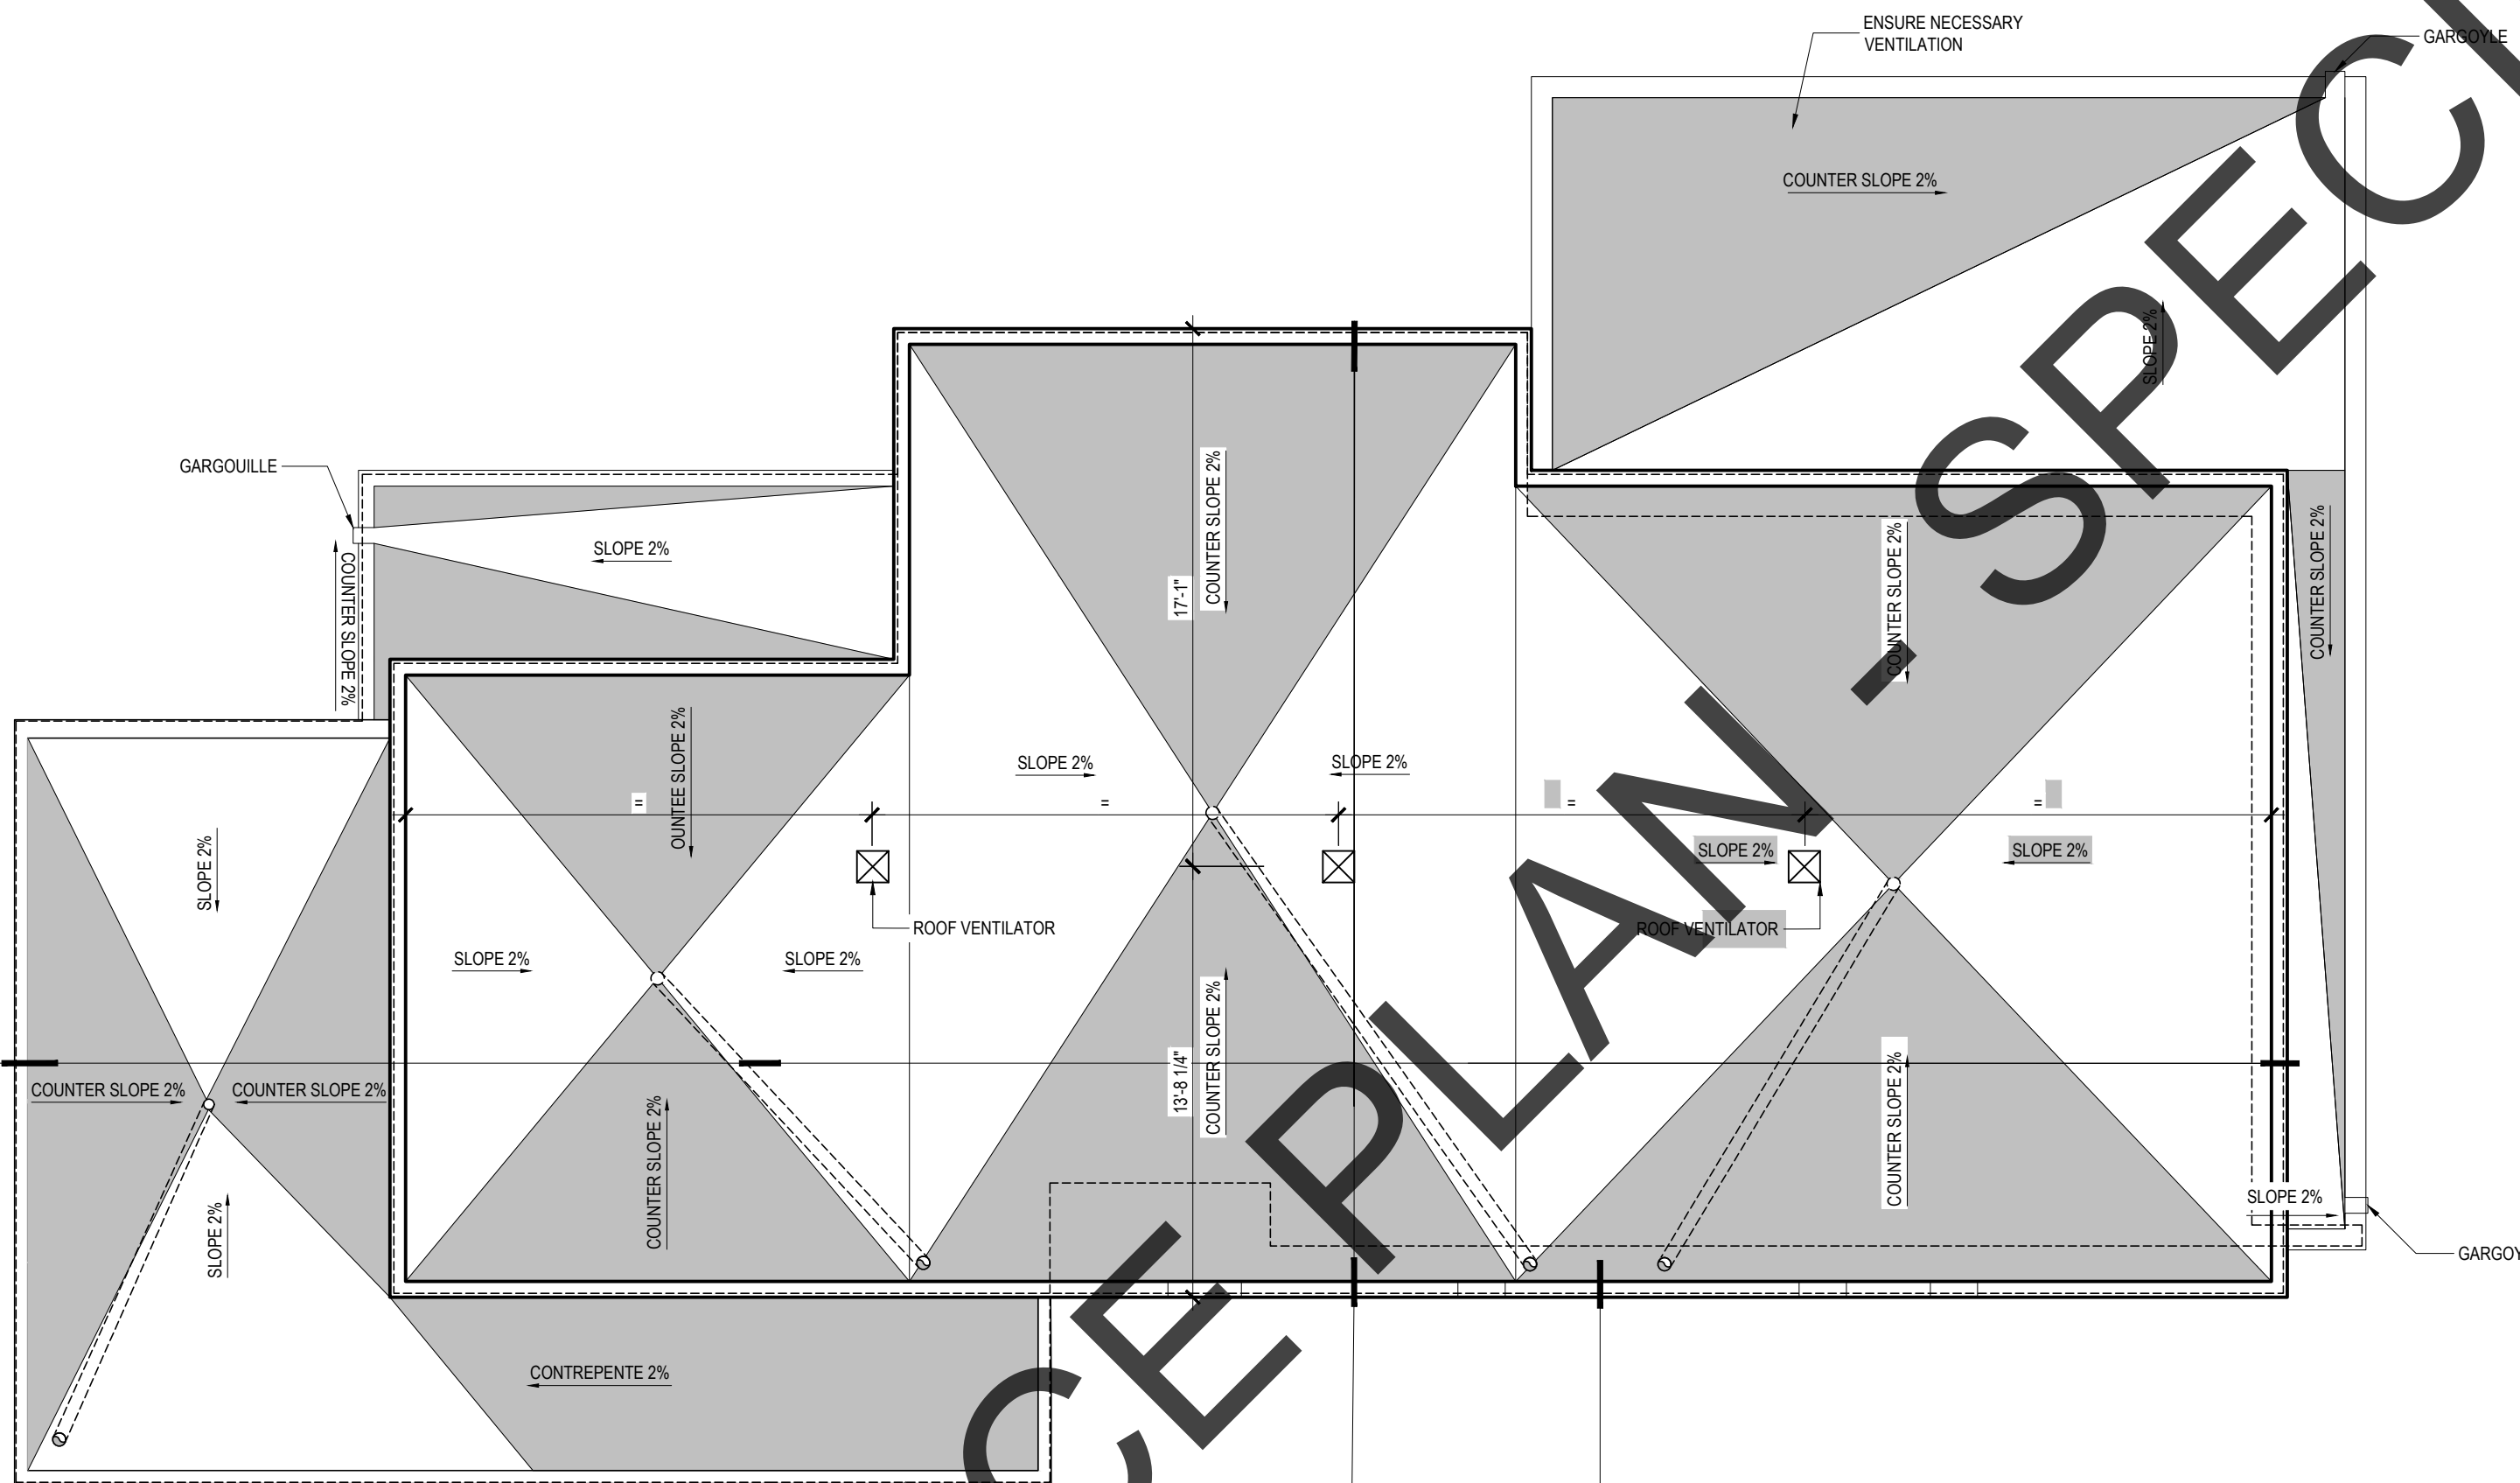 ENSURE NECESSARY
VENTILATION
GARGOYLE
COUNTER SLOPE 2%
SLOPE 2%
GARGOUILLE
SLOPE 2%
COUNTER SLOPE 2%
COUNTER SLOPE 2%
17'-1"
COUNTER SLOPE 2%
COUNTER SLOPE 2%
OUNTEE SLOPE 2%
SLOPE 2%
SLOPE 2%
=
=
=
=
SLOPE 2%
SLOPE 2%
SLOPE 2%
ROOF VENTILATOR
ROOF VENTILATOR
SLOPE 2%
SLOPE 2%
COUNTER SLOPE 2%
COUNTER SLOPE 2%
13'-8 1/4"
COUNTER SLOPE 2%
COUNTER SLOPE 2%
COUNTER SLOPE 2%
SLOPE 2%
SLOPE 2%
GARGOY
CONTREPENTE 2%
CE PLAN - SPECI